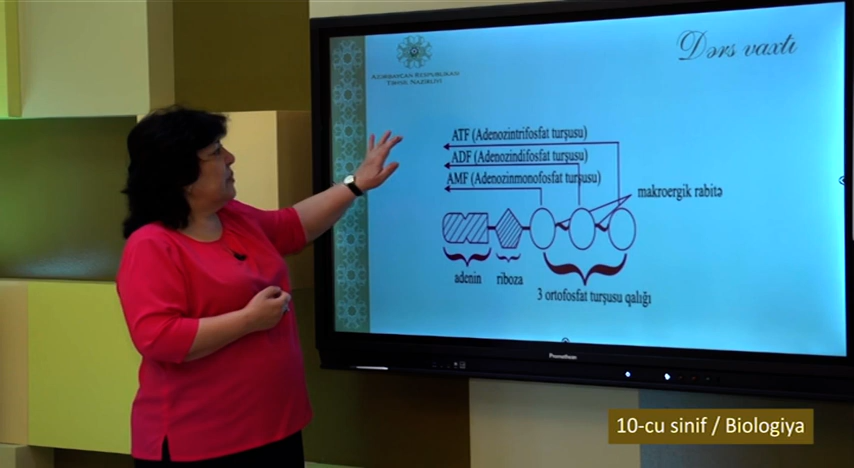 Dərs vaxtı
AZƏRBAYCAN RESPUBLİKASI
TƏHSİL NAZİRLİYİ
ATF (Adenozintrifosfat turşusu)
ADF (Adenozindifosfat turşusu)
AMF (Adenozinmonofosfat turşusu)
makroergik rabitə
adenin
riboza
3 ortofosfat turşusu qalığı
Promethean
10-cu sinif / Biologiya